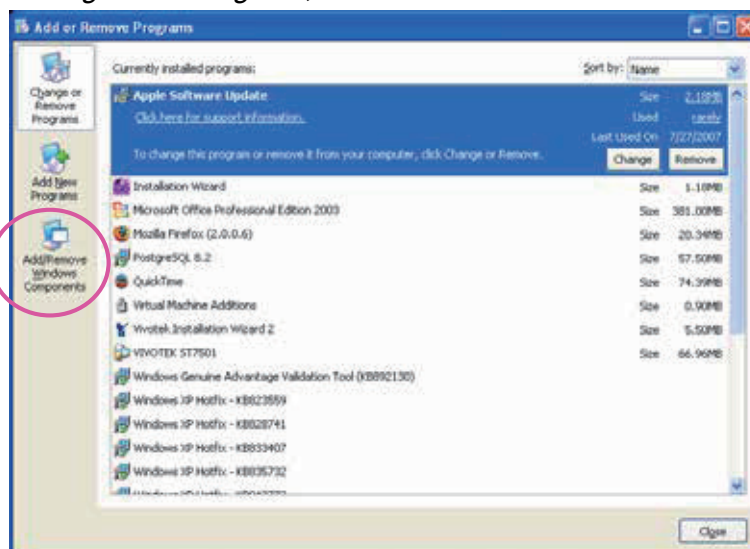 Add or Remove Programs
Currently installed programs:
Sort by: Name
Change or
Remove
Programs
Apple Software Update
Size 2.18MB
Click here for support information.
Used rarely
Last Used On 7/27/2007
To change this program or remove it from your computer, click Change or Remove.
Change
Remove
Add New
Programs
Installation Wizard Size 1.18MB
Microsoft Office Professional Edition 2003 Size 381.00MB
Mozilla Firefox (2.0.0.6) Size 20.34MB
Add/Remove
Windows
Components
PostgreSQL 8.2 Size 57.50MB
QuickTime Size 74.39MB
Virtual Machine Additions Size 0.90MB
Vivotek Installation Wizard 2 Size 5.50MB
VIVOTEK ST7501 Size 66.96MB
Windows Genuine Advantage Validation Tool (KB892130)
Windows XP Hotfix - KB823559
Windows XP Hotfix - KB828741
Windows XP Hotfix - KB833407
Windows XP Hotfix - KB835732
Close